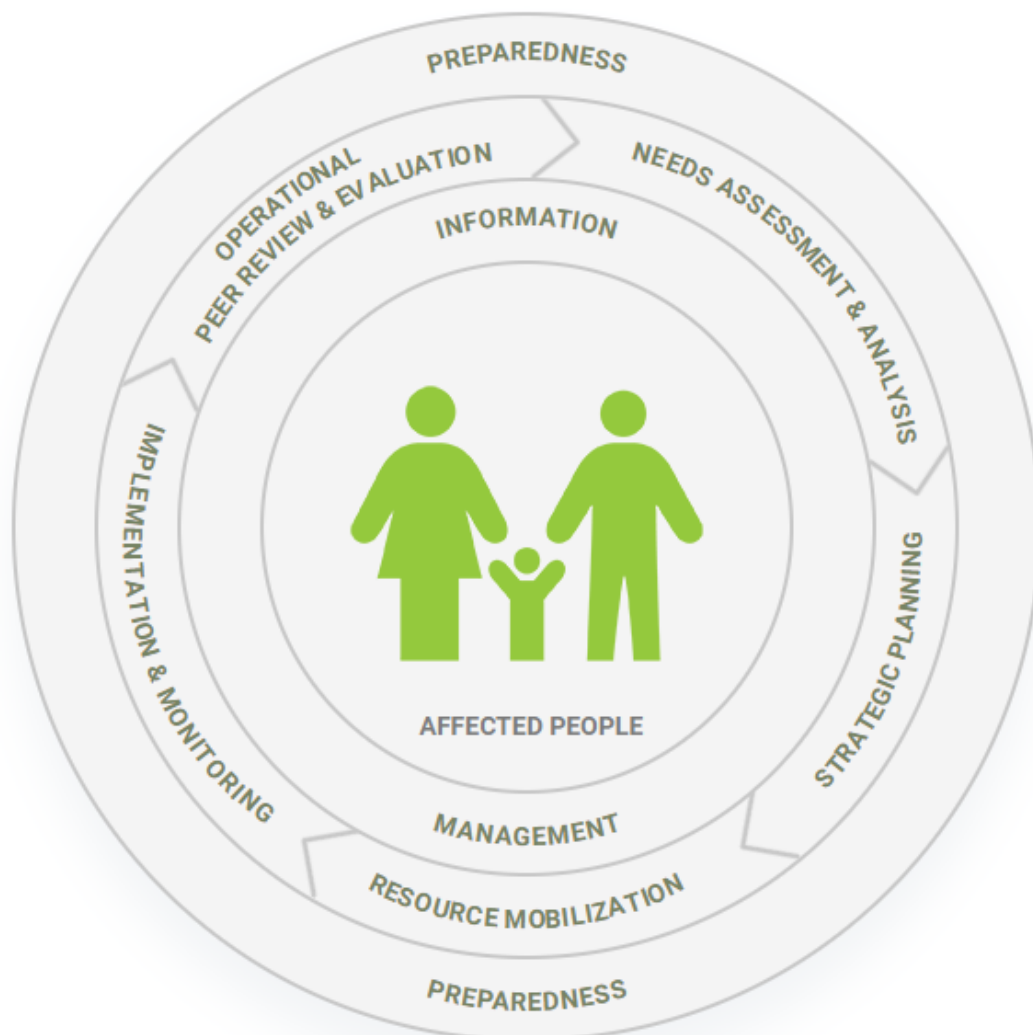 PREPAREDNESS
OPERATIONAL
PEER REVIEW & EVALUATION
NEEDS ASSESSMENT & ANALYSIS
INFORMATION
STRATEGIC PLANNING
IMPLEMENTATION & MONITORING
AFFECTED PEOPLE
MANAGEMENT
RESOURCE MOBILIZATION
PREPAREDNESS